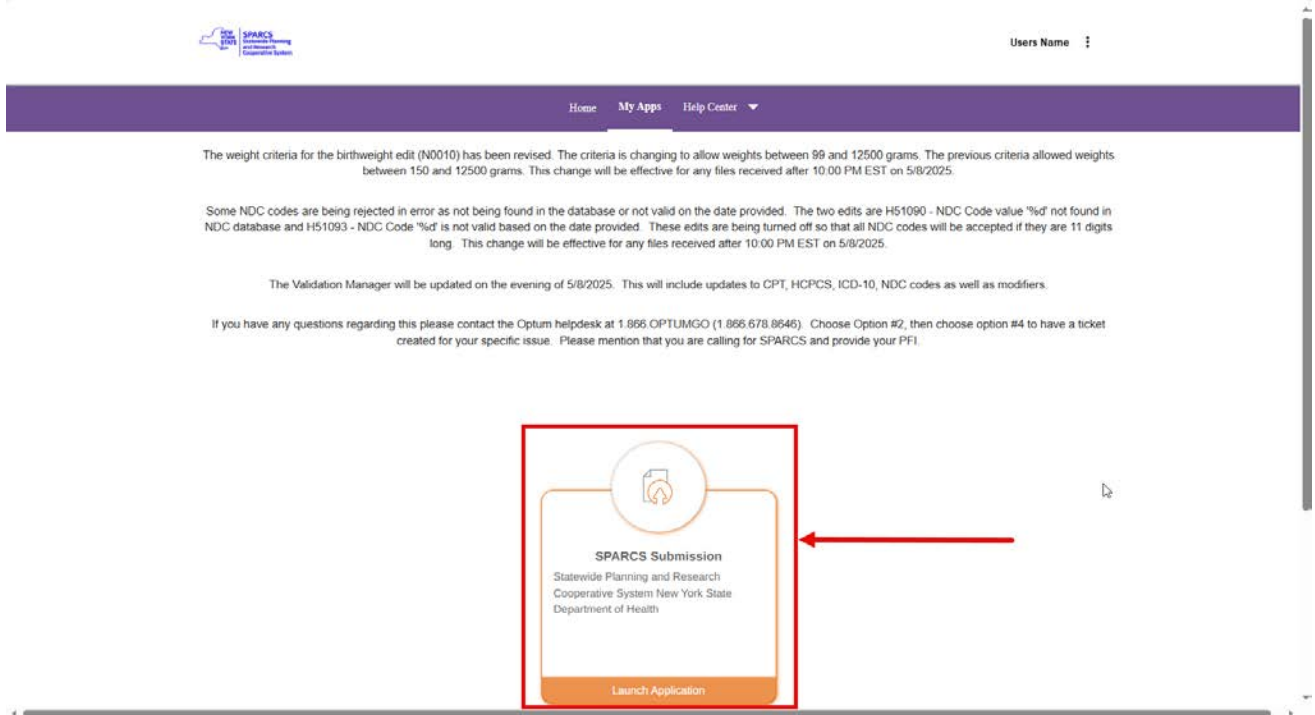 NEW
YORK
STATE
SPARCS
Statewide Planning
and Research
Cooperative System
Users Name
Home My Apps Help Center
The weight criteria for the birthweight edit (N0010) has been revised. The criteria is changing to allow weights between 99 and 12500 grams. The previous criteria allowed weights
between 150 and 12500 grams. This change will be effective for any files received after 10:00 PM EST on 5/8/2025.
Some NDC codes are being rejected in error as not being found in the database or not valid on the date provided. The two edits are H51090 - NDC Code value '%d' not found in
NDC database and H51093 - NDC Code '%d' is not valid based on the date provided. These edits are being turned off so that all NDC codes will be accepted if they are 11 digits
long. This change will be effective for any files received after 10:00 PM EST on 5/8/2025.
The Validation Manager will be updated on the evening of 5/8/2025. This will include updates to CPT, HCPCS, ICD-10, NDC codes as well as modifiers.
If you have any questions regarding this please contact the Optum helpdesk at 1.866.OPTUMGO (1.866.678.8646). Choose Option #2, then choose option #4 to have a ticket
created for your specific issue. Please mention that you are calling for SPARCS and provide your PFI.
SPARCS Submission
Statewide Planning and Research
Cooperative System New York State
Department of Health
Launch Application